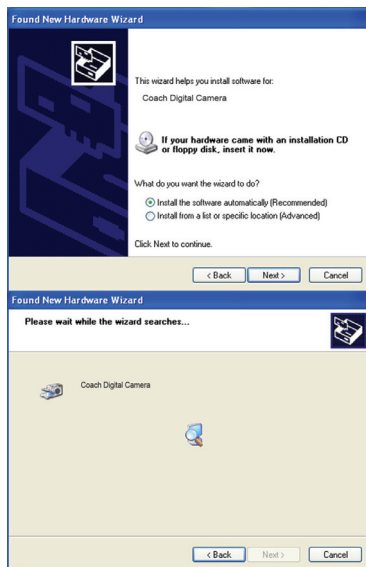 Found New Hardware Wizard
This wizard helps you install software for:
Coach Digital Camera
If your hardware came with an installation CD
or floppy disk, insert it now.
What do you want the wizard to do?
Install the software automatically (Recommended)
Install from a list or specific location (Advanced)
Click Next to continue.
< Back Next > Cancel
Found New Hardware Wizard
Please wait while the wizard searches...
Coach Digital Camera
< Back Next > Cancel